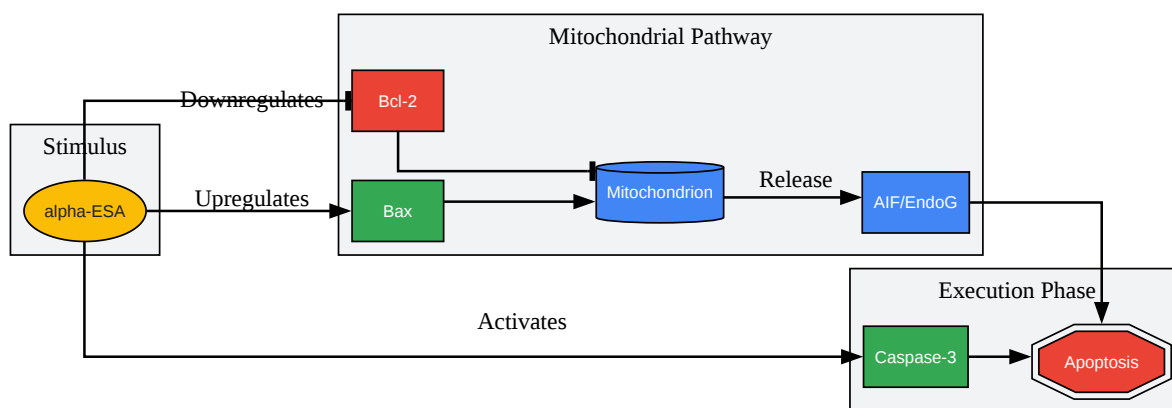 Mitochondrial Pathway
Downregulates
Bcl-2
Stimulus
alpha-ESA
Upregulates
Bax
Mitochondrion
Release
AIF/EndoG
Execution Phase
Activates
Caspase-3
Apoptosis